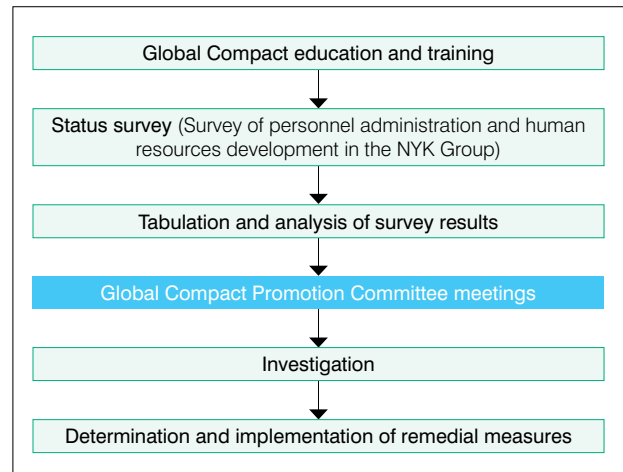 Global Compact education and training
Status survey (Survey of personnel administration and human
resources development in the NYK Group)
Tabulation and analysis of survey results
Global Compact Promotion Committee meetings
Investigation
Determination and implementation of remedial measures